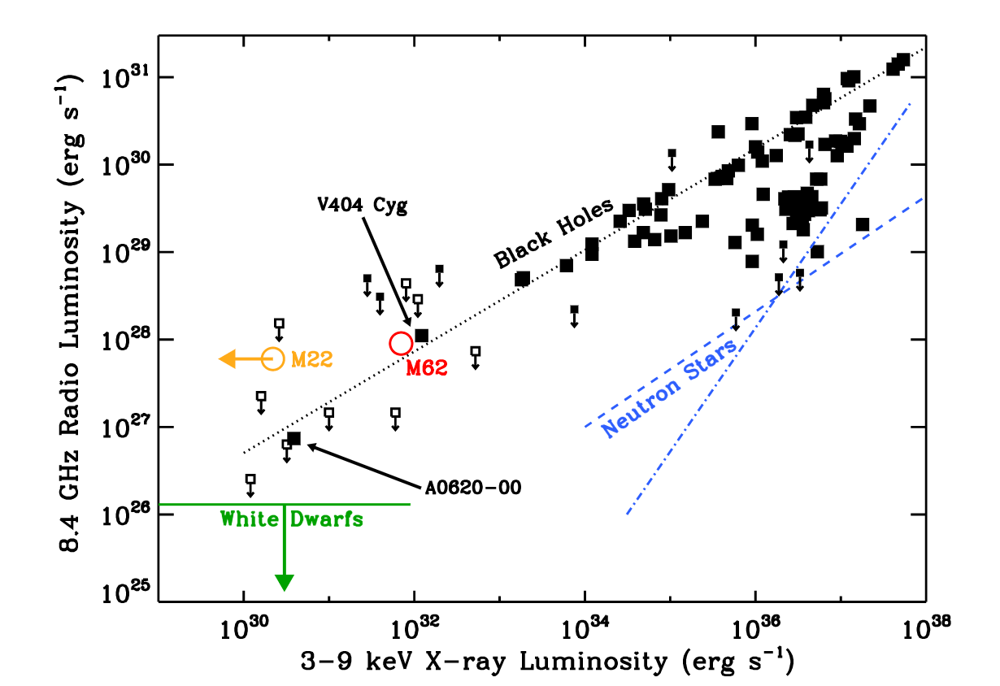 10³¹
10³⁰
10²⁹
10²⁸
10²⁷
10²⁶
10²⁵
8.4 GHz Radio Luminosity (erg s⁻¹)
V404 Cyg
Black Holes
M22
M62
Neutron Stars
A0620-00
White Dwarfs
10³⁰ 10³² 10³⁴ 10³⁶ 10³⁸
3-9 keV X-ray Luminosity (erg s⁻¹)